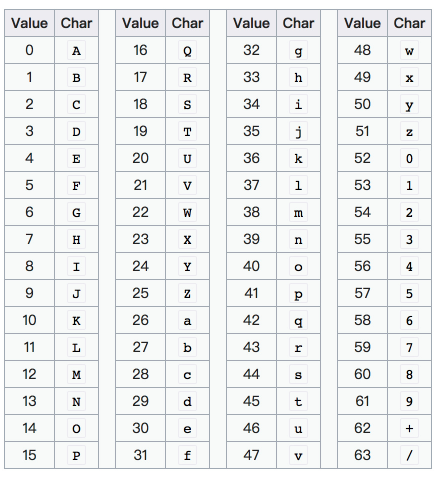 Value Char Value Char Value Char Value Char
0 A 16 Q 32 g 48 w
1 B 17 R 33 h 49 x
2 C 18 S 34 i 50 y
3 D 19 T 35 j 51 z
4 E 20 U 36 k 52 0
5 F 21 V 37 l 53 1
6 G 22 W 38 m 54 2
7 H 23 X 39 n 55 3
8 I 24 Y 40 o 56 4
9 J 25 Z 41 p 57 5
10 K 26 a 42 q 58 6
11 L 27 b 43 r 59 7
12 M 28 c 44 s 60 8
13 N 29 d 45 t 61 9
14 O 30 e 46 u 62 +
15 P 31 f 47 v 63 /